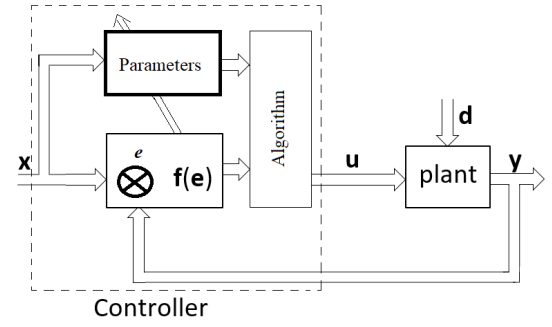 Parameters
x
e
f(e)
Algorithm
u
d
plant
y
Controller